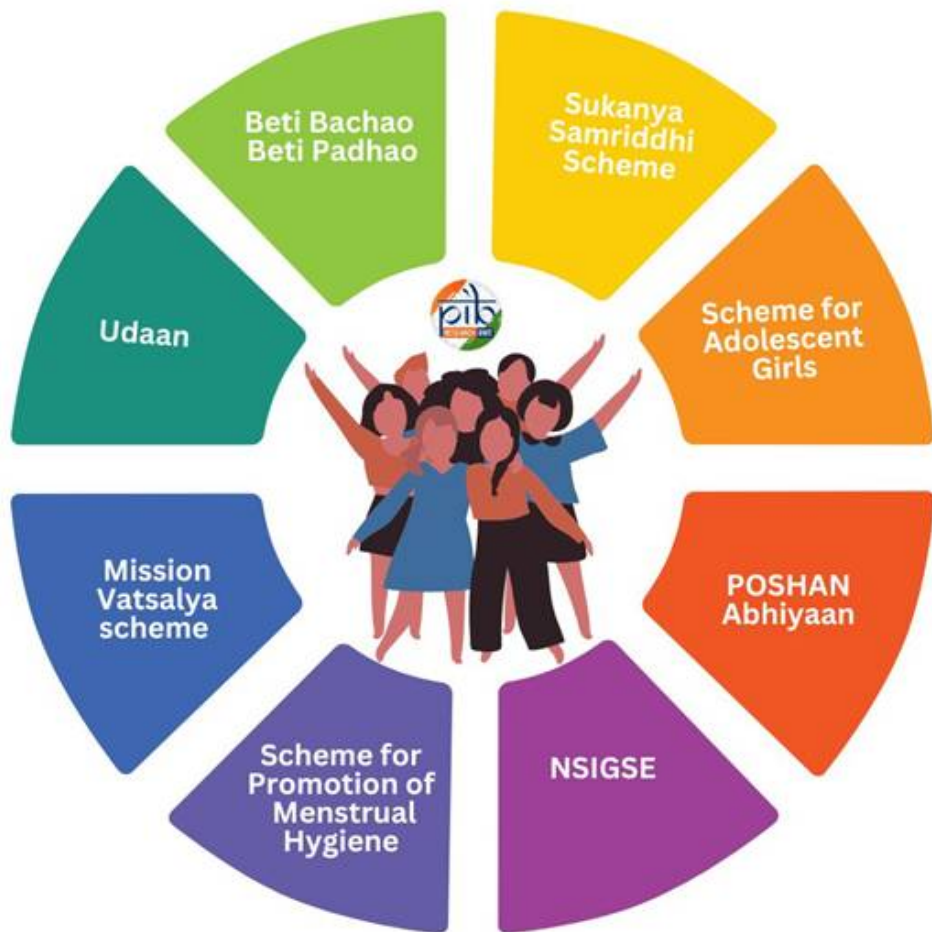 Beti Bachao
Beti Padhao
Sukanya
Samriddhi
Scheme
Scheme for
Adolescent
Girls
POSHAN
Abhiyaan
NSIGSE
Scheme for
Promotion of
Menstrual
Hygiene
Mission
Vatsalya
scheme
Udaan
pib